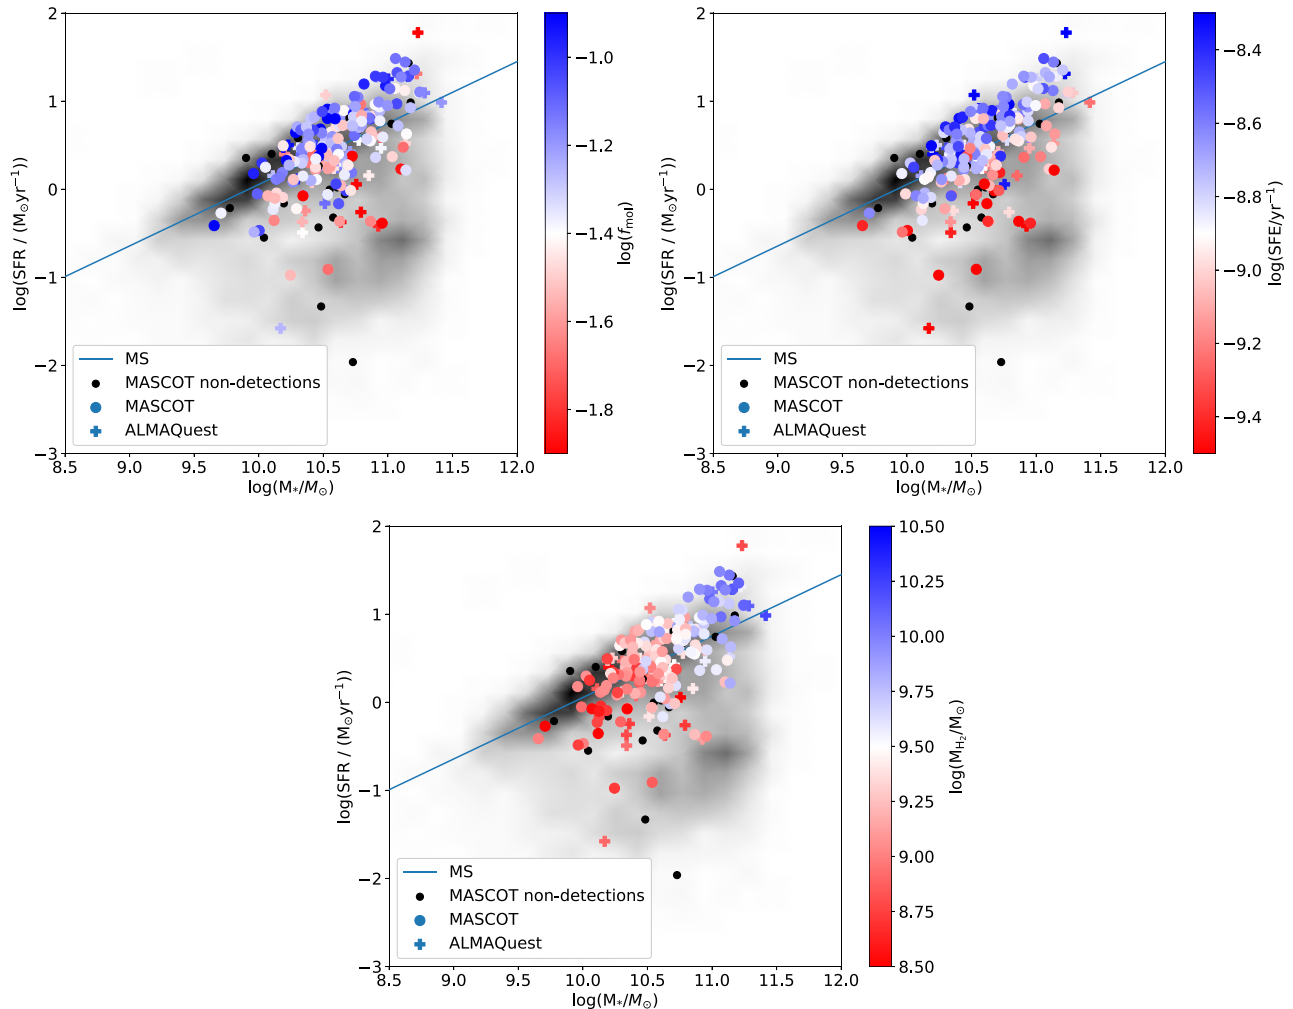 2
1
0
−1
−2
−3
8.5 9.0 9.5 10.0 10.5 11.0 11.5 12.0
log(M*/M⊙)
log(SFR / (M⊙yr⁻¹))
MS
MASCOT non-detections
MASCOT
ALMAQuest
−1.0
−1.2
−1.4
−1.6
−1.8
log(f_mol)
2
1
0
−1
−2
−3
8.5 9.0 9.5 10.0 10.5 11.0 11.5 12.0
log(M*/M⊙)
log(SFR / (M⊙yr⁻¹))
MS
MASCOT non-detections
MASCOT
ALMAQuest
−8.4
−8.6
−8.8
−9.0
−9.2
−9.4
log(SFE/yr⁻¹)
2
1
0
−1
−2
−3
8.5 9.0 9.5 10.0 10.5 11.0 11.5 12.0
log(M*/M⊙)
log(SFR / (M⊙yr⁻¹))
MS
MASCOT non-detections
MASCOT
ALMAQuest
10.50
10.25
10.00
9.75
9.50
9.25
9.00
8.75
8.50
log(M_H₂/M⊙)